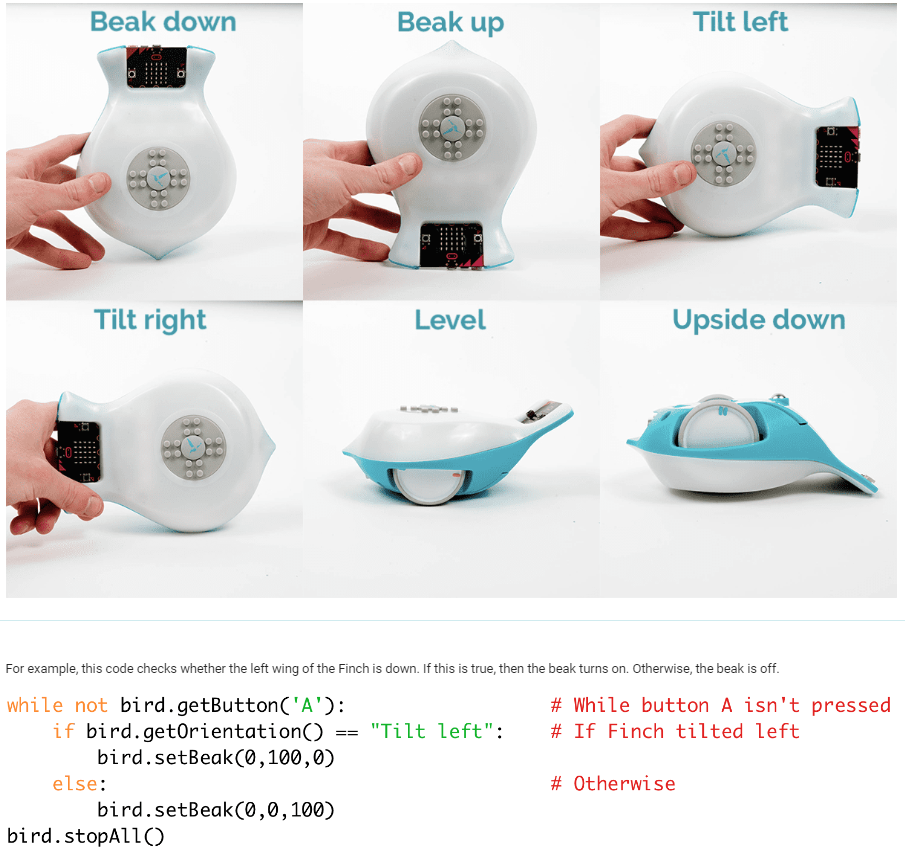 Beak down
Beak up
Tilt left
Tilt right
Level
Upside down
For example, this code checks whether the left wing of the Finch is down. If this is true, then the beak turns on. Otherwise, the beak is off.
while not bird.getButton('A'): # While button A isn't pressed
if bird.getOrientation() == "Tilt left": # If Finch tilted left
bird.setBeak(0,100,0)
else: # Otherwise
bird.setBeak(0,0,100)
bird.stopAll()